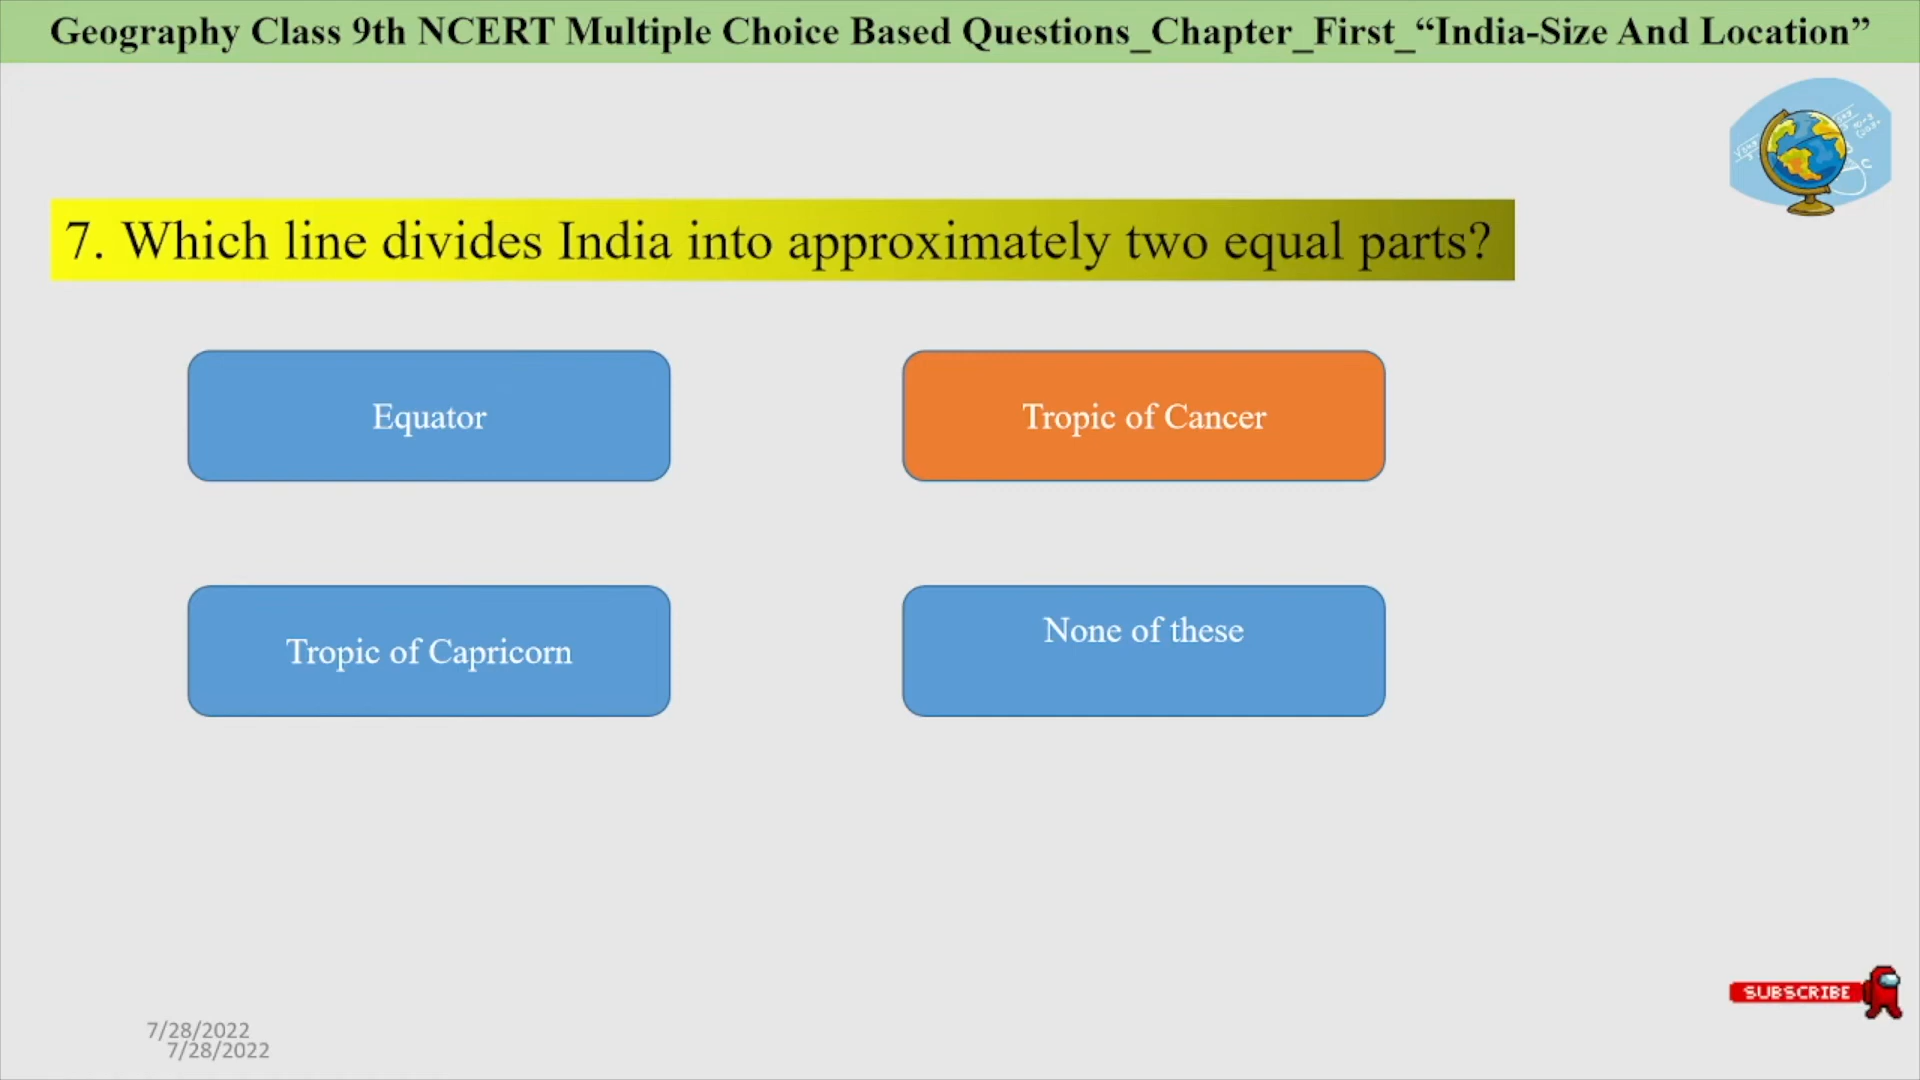 Geography Class 9th NCERT Multiple Choice Based Questions_Chapter_First_“India-Size And Location”
7. Which line divides India into approximately two equal parts?
Equator
Tropic of Cancer
Tropic of Capricorn
None of these
SUBSCRIBE
7/28/2022
7/28/2022